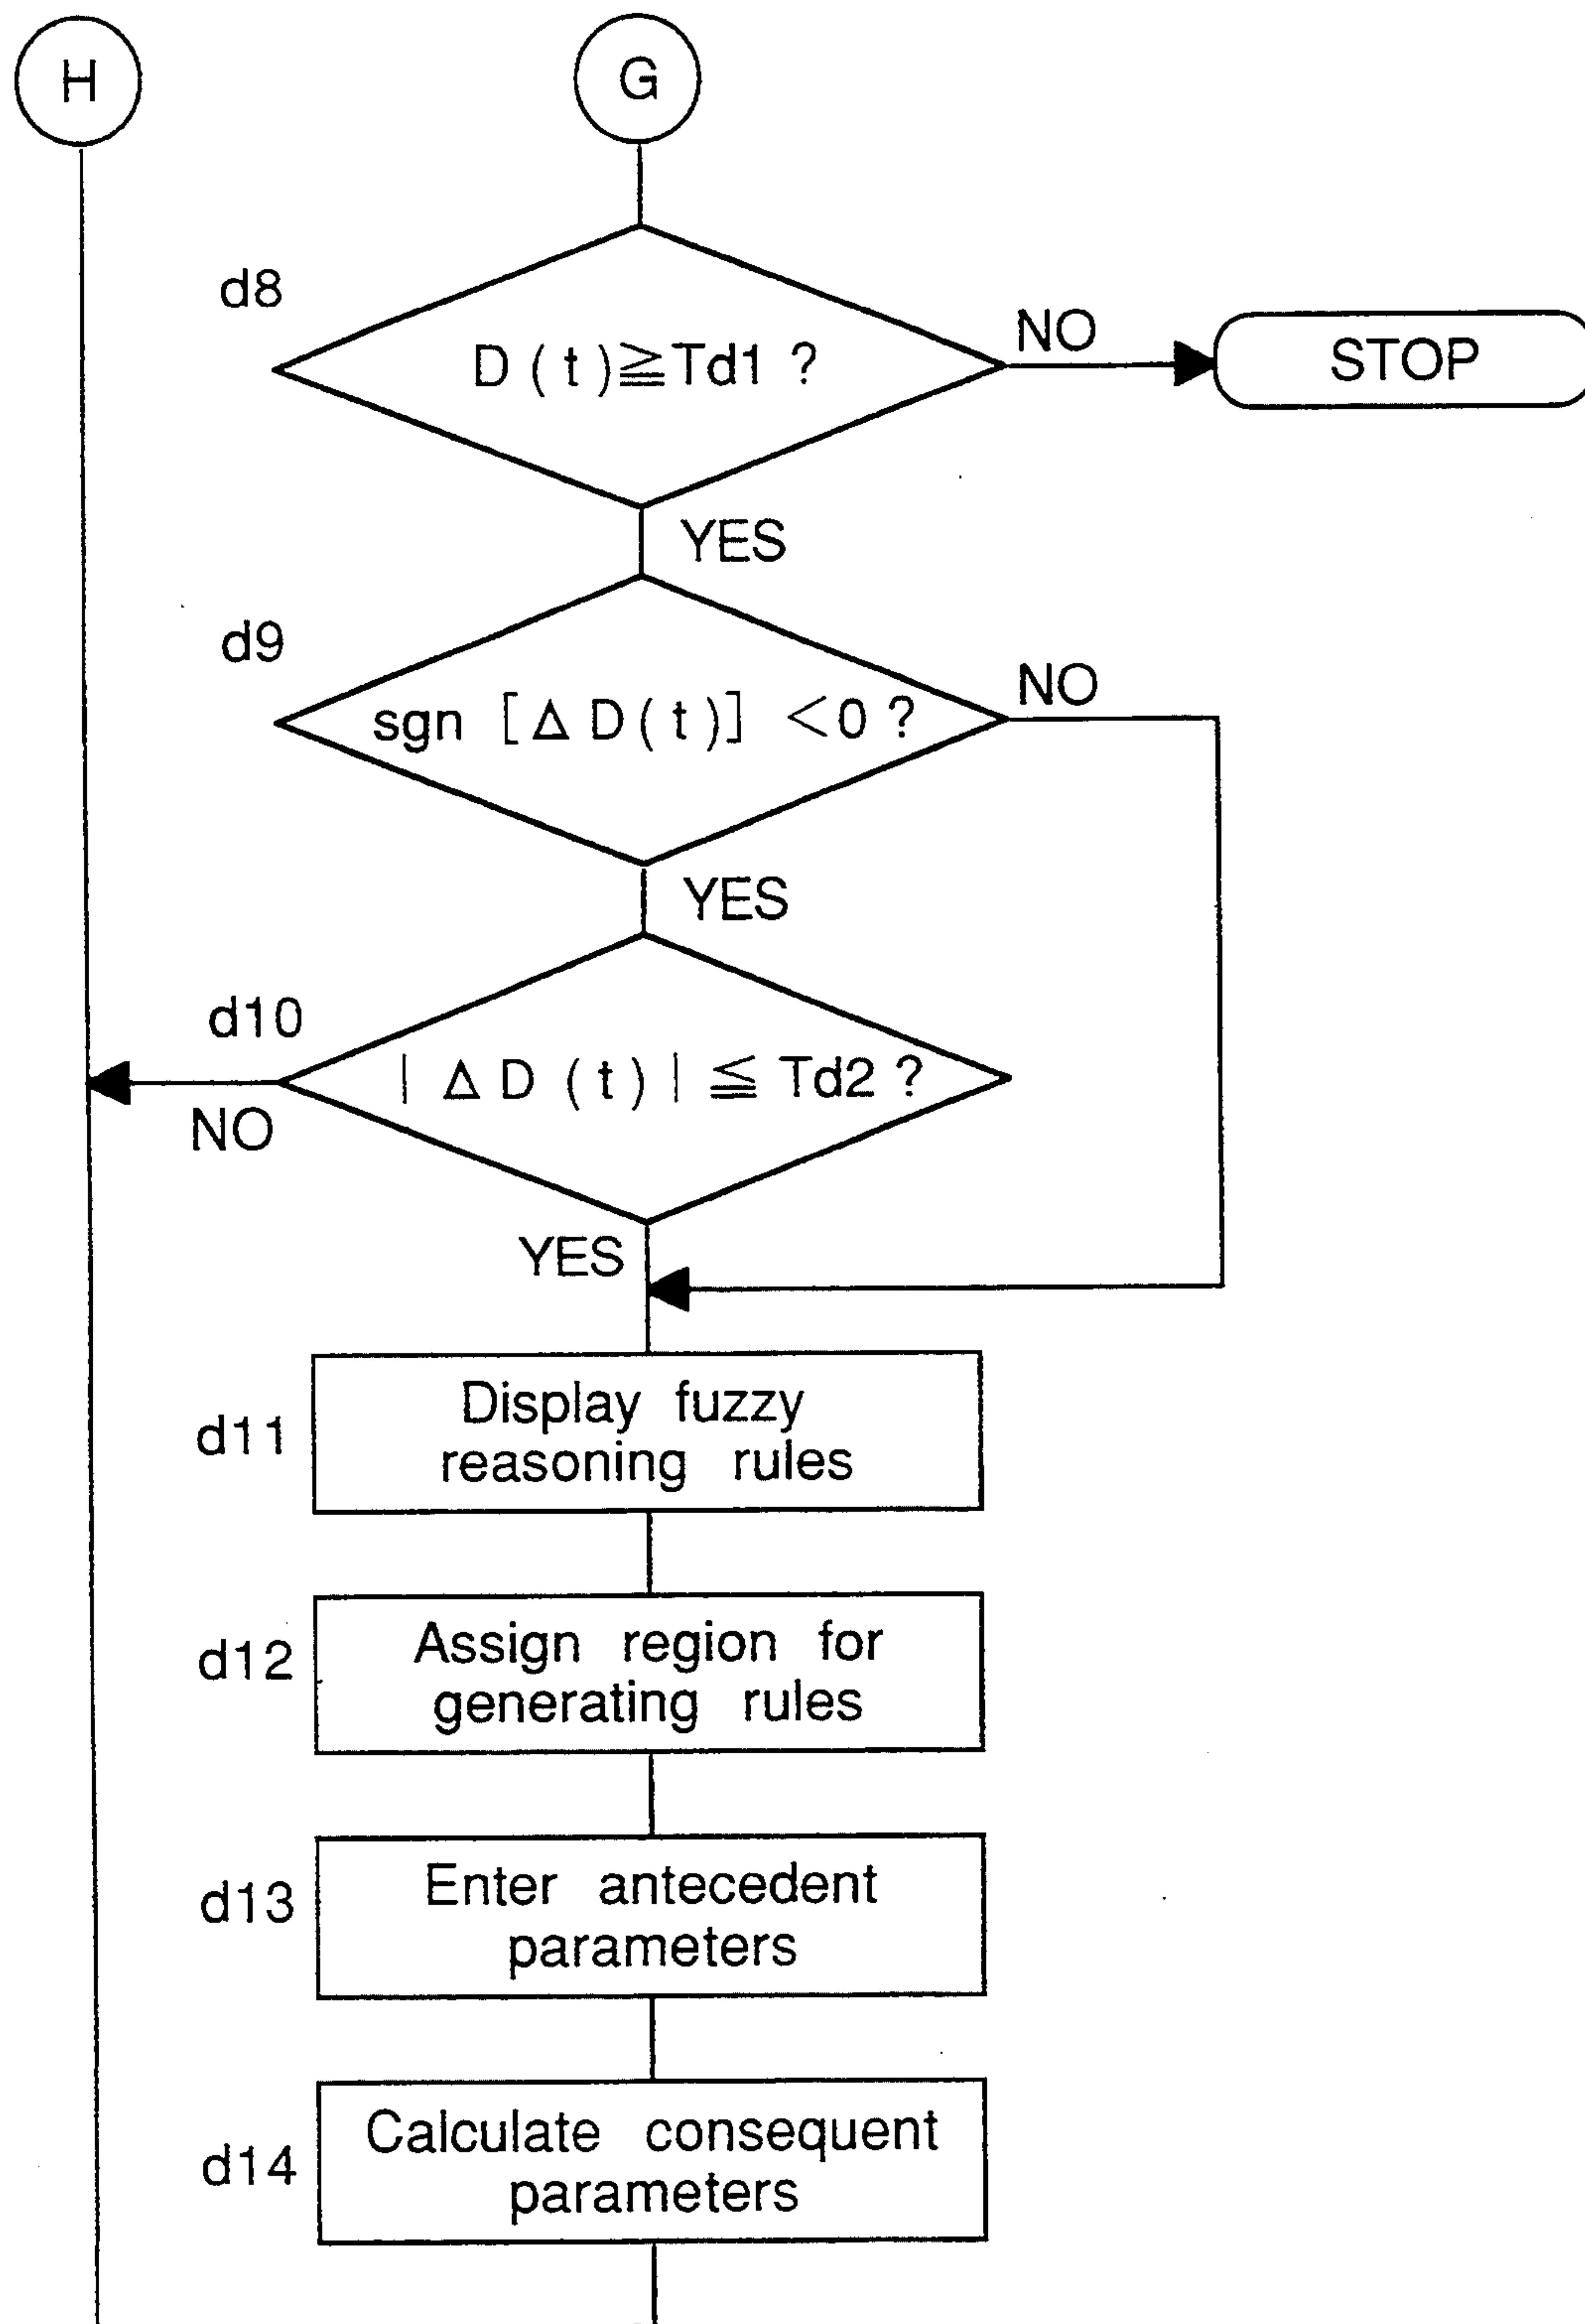 H
G
d8
D (t)≧Td1 ?
NO
STOP
YES
d9
sgn [Δ D(t)] <0 ?
NO
YES
d10
| Δ D (t) | ≦ Td2 ?
NO
YES
d11
Display fuzzy
reasoning rules
d12
Assign region for
generating rules
d13
Enter antecedent
parameters
d14
Calculate consequent
parameters